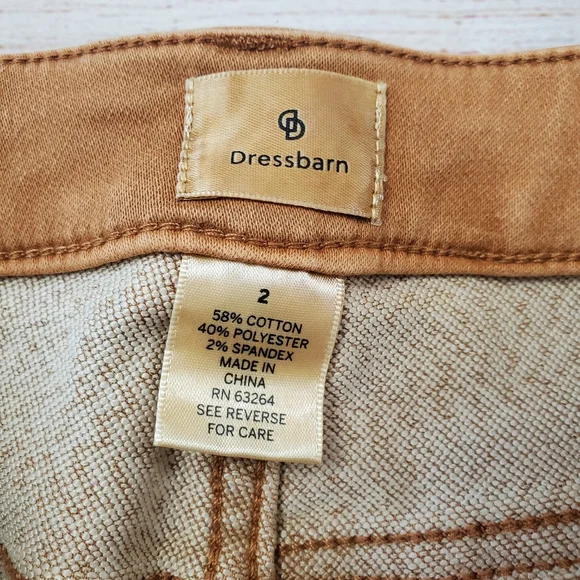 Dressbarn
2
58% COTTON
40% POLYESTER
2% SPANDEX
MADE IN
CHINA
RN 63264
SEE REVERSE
FOR CARE